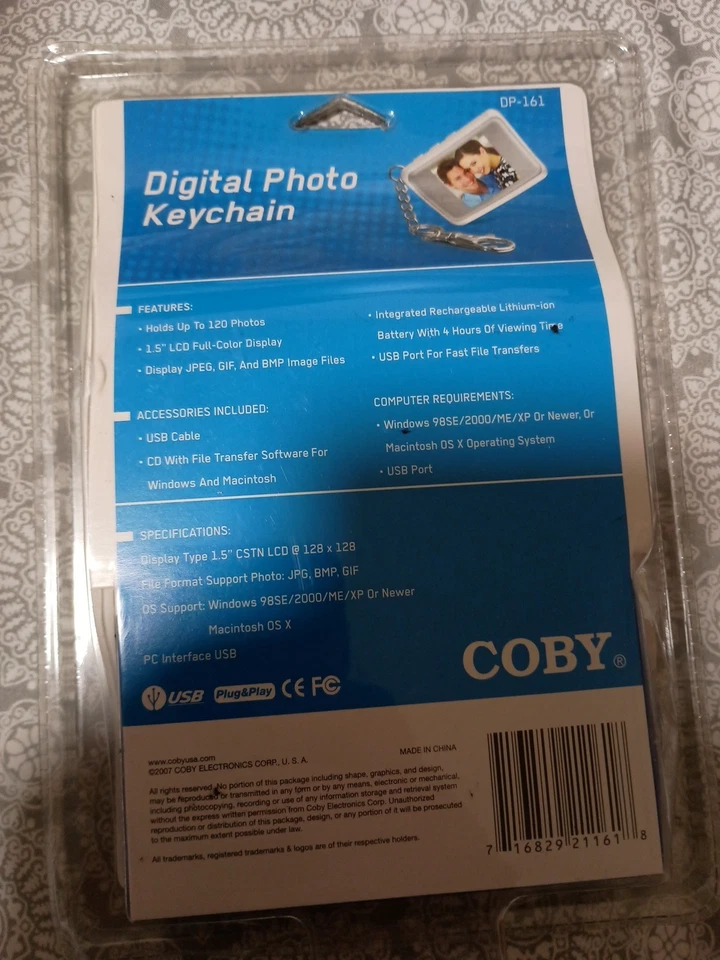 DP-161
Digital Photo
Keychain
FEATURES:
• Holds Up To 120 Photos
• 1.5" LCD Full-Color Display
• Display JPEG, GIF, And BMP Image Files
• Integrated Rechargeable Lithium-ion
Battery With 4 Hours Of Viewing Time
• USB Port For Fast File Transfers
ACCESSORIES INCLUDED:
• USB Cable
• CD With File Transfer Software For
Windows And Macintosh
COMPUTER REQUIREMENTS:
• Windows 98SE/2000/ME/XP Or Newer, Or
Macintosh OS X Operating System
• USB Port
SPECIFICATIONS:
Display Type 1.5" CSTN LCD @ 128 x 128
File Format Support Photo: JPG, BMP, GIF
OS Support: Windows 98SE/2000/ME/XP Or Newer
Macintosh OS X
PC Interface USB
COBY®
USB Plug&Play CE FC
www.cobyusa.com
©2007 COBY ELECTRONICS CORP., U. S. A.
MADE IN CHINA
All rights reserved. No portion of this package including shape, graphics, and design,
may be reproduced or transmitted in any form or by any means, electronic or mechanical,
including photocopying, recording or use of any information storage and retrieval system
without the express written permission from Coby Electronics Corp. Unauthorized
reproduction or distribution of this package, design, or any portion of it will be prosecuted
to the maximum extent possible under law.
All trademarks, registered trademarks & logos are of their respective holders.
7 16829 21161 8